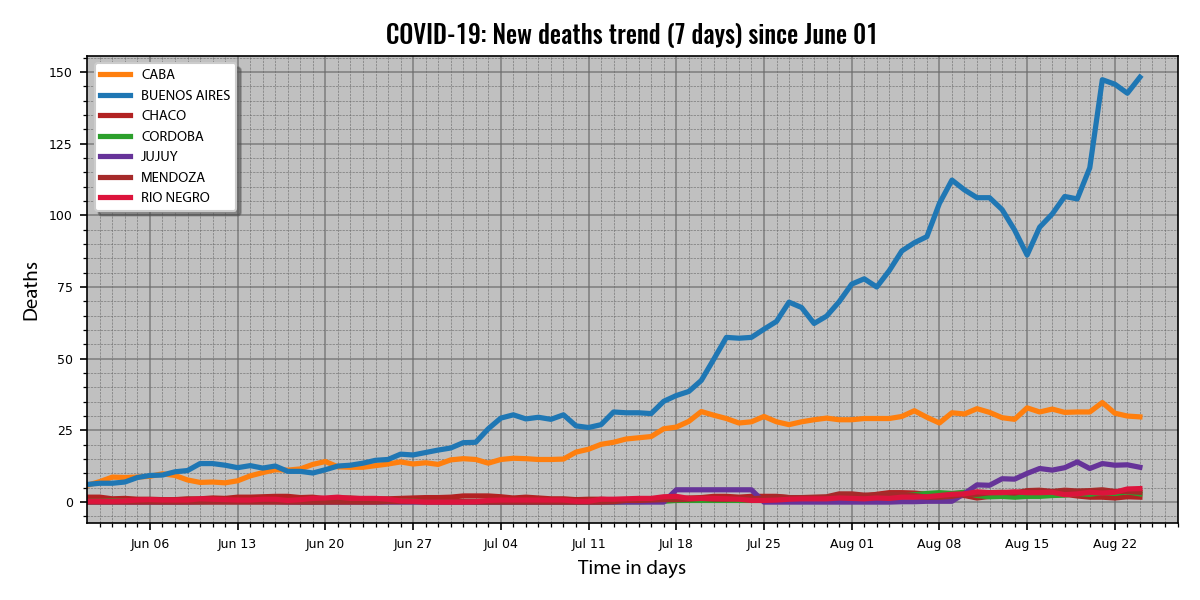 COVID-19: New deaths trend (7 days) since June 01
CABA
BUENOS AIRES
CHACO
CORDOBA
JUJUY
MENDOZA
RIO NEGRO
150
125
100
75
50
25
0
Deaths
Jun 06 Jun 13 Jun 20 Jun 27 Jul 04 Jul 11 Jul 18 Jul 25 Aug 01 Aug 08 Aug 15 Aug 22
Time in days